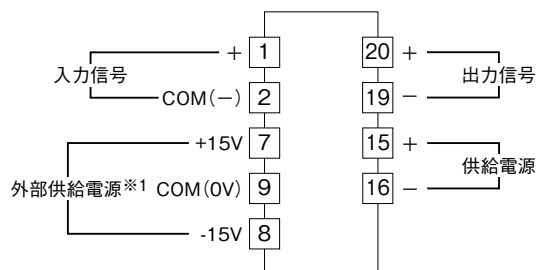 + 1 20 +
入力信号 出力信号
COM(−) 2 19 −
+15V 7 15 +
供給電源
外部供給電源※1 COM(0V) 9 16 −
-15V 8